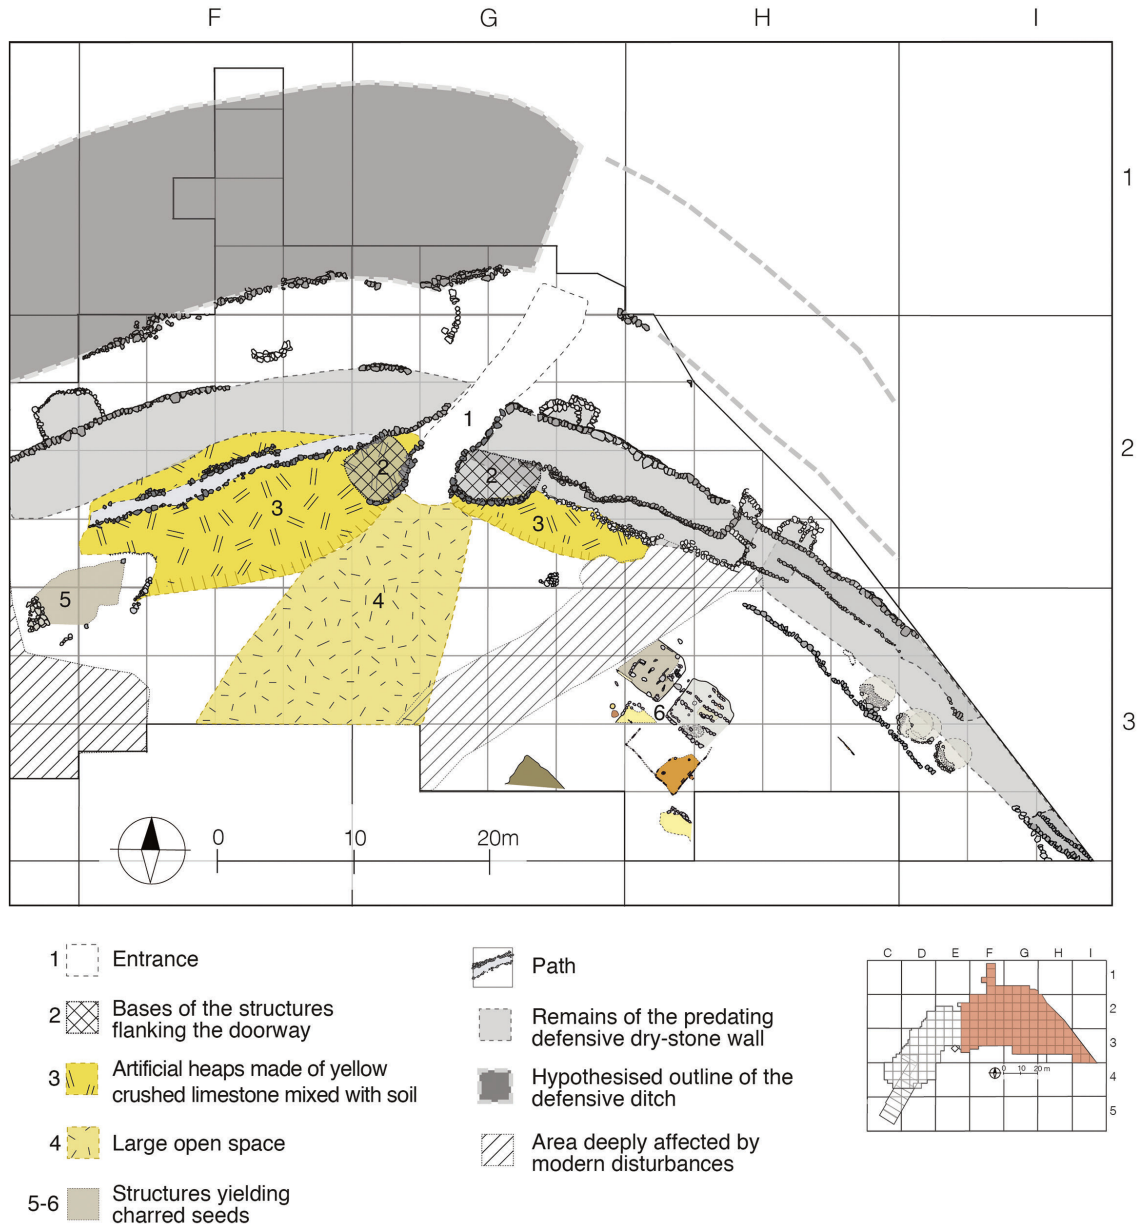 F G H I
1
2
3
1
2
2
3
3
4
5
6
0 10 20m
1 Entrance
2 Bases of the structures
flanking the doorway
3 Artificial heaps made of yellow
crushed limestone mixed with soil
4 Large open space
5-6 Structures yielding
charred seeds
Path
Remains of the predating
defensive dry-stone wall
Hypothesised outline of the
defensive ditch
Area deeply affected by
modern disturbances
C D E F G H I
1
2
3
4
5
0 10 20 m